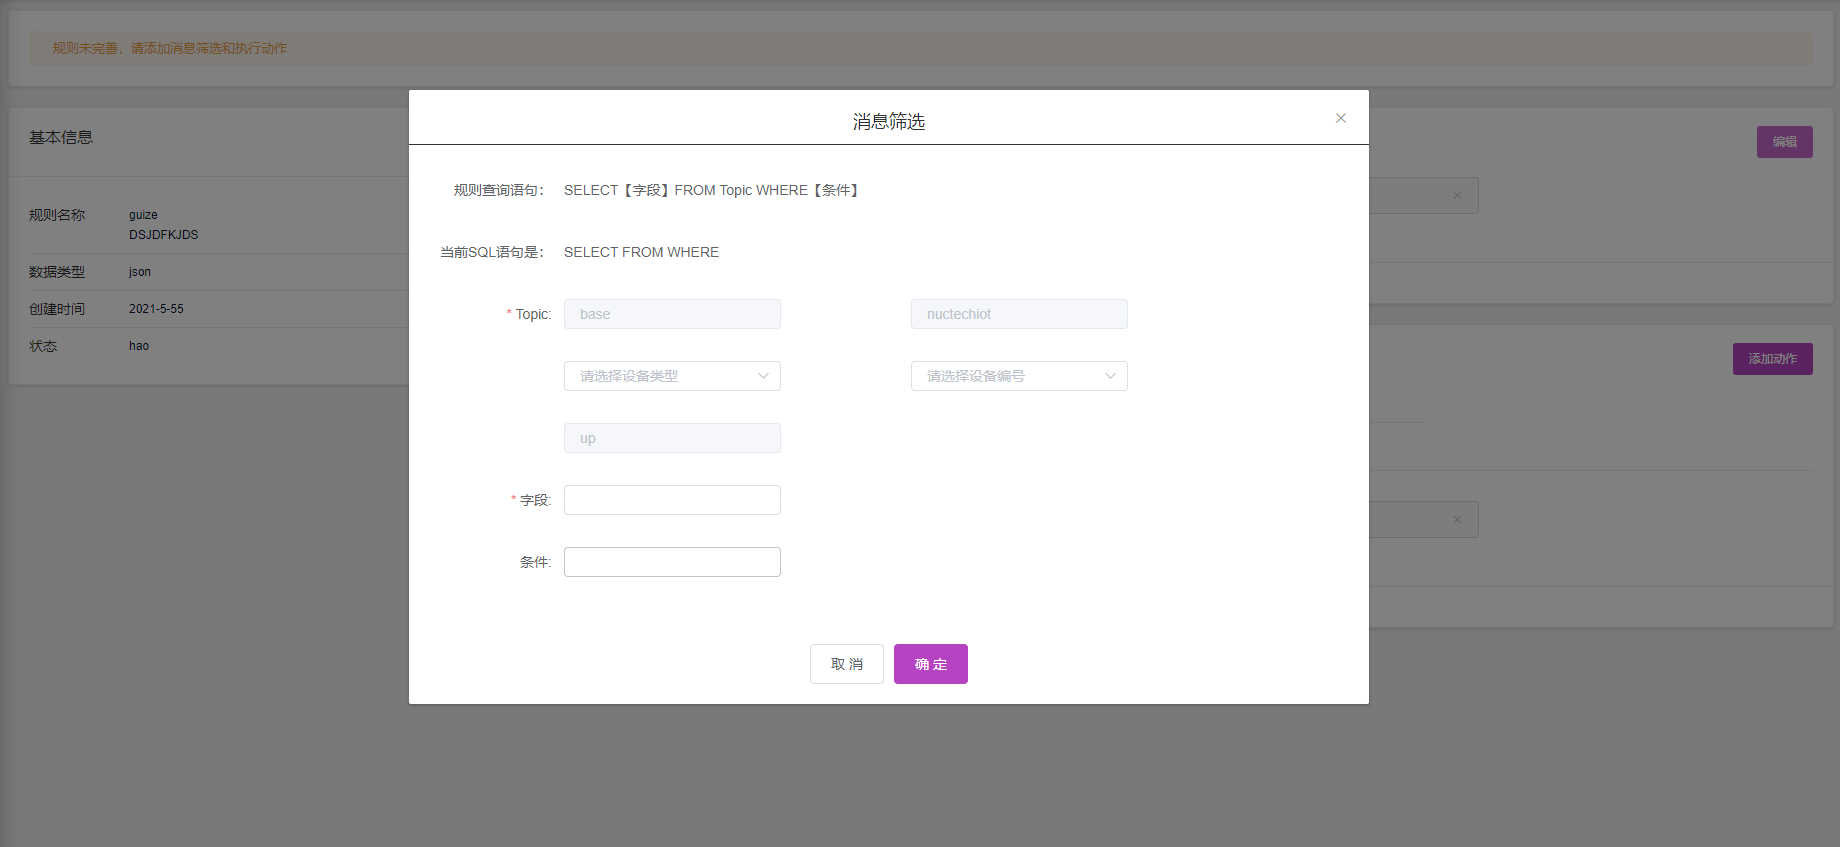 规则未完善，请添加消息筛选和执行动作
基本信息
编辑
规则名称 guize
DSJDFKJDS
数据类型 json
创建时间 2021-5-55
状态 hao
添加动作
消息筛选
规则查询语句： SELECT【字段】FROM Topic WHERE【条件】
当前SQL语句是： SELECT FROM WHERE
* Topic: base nuctechiot
请选择设备类型 请选择设备编号
up
* 字段:
条件:
取 消 确 定